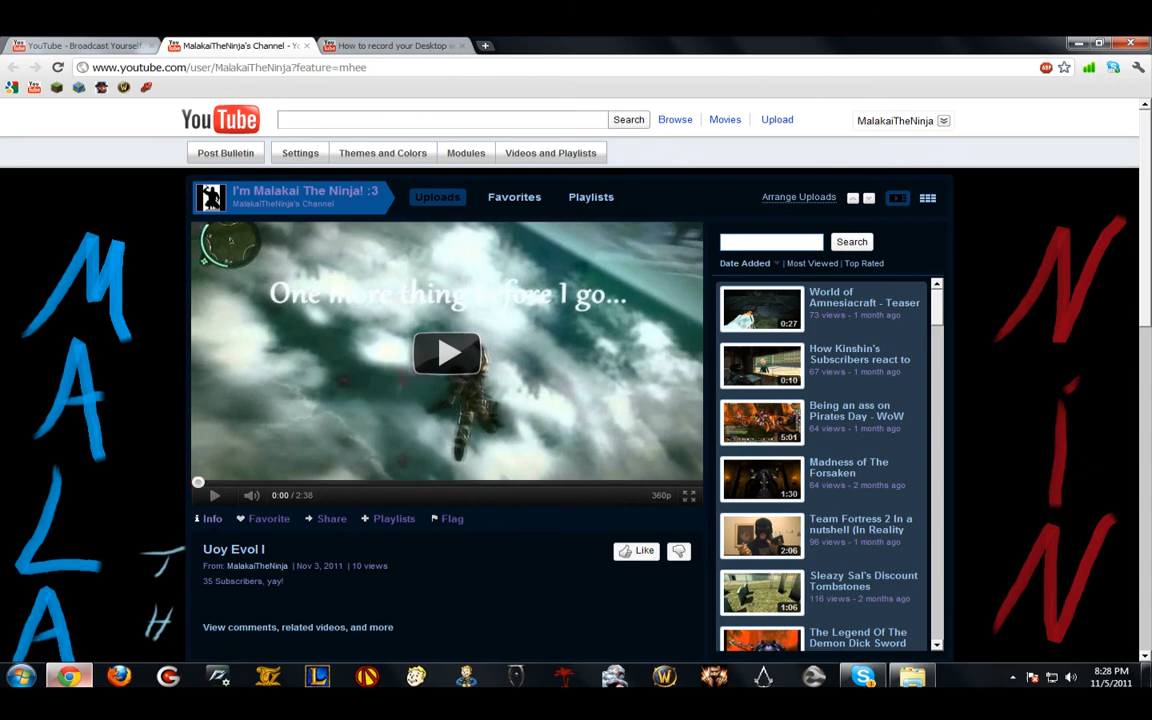 YouTube - Broadcast Yourself.
MalakaiTheNinja's Channel - Yo
How to record your Desktop w
www.youtube.com/user/MalakaiTheNinja?feature=mhee
YouTube
Search
Browse
Movies
Upload
MalakaiTheNinja
Post Bulletin
Settings
Themes and Colors
Modules
Videos and Playlists
I'm Malakai The Ninja! :3
MalakaiTheNinja's Channel
Uploads
Favorites
Playlists
Arrange Uploads
One more thing before I go...
Search
Date Added | Most Viewed | Top Rated
World of
Amnesiacraft - Teaser
73 views - 1 month ago
0:27
How Kinshin's
Subscribers react to
67 views - 1 month ago
0:10
Being an ass on
Pirates Day - WoW
64 views - 1 month ago
5:01
Madness of The
Forsaken
64 views - 2 months ago
1:30
Team Fortress 2 In a
nutshell (In Reality
96 views - 1 month ago
2:06
Sleazy Sal's Discount
Tombstones
116 views - 2 months ago
1:06
The Legend Of The
Demon Dick Sword
0:00 / 2:38
360p
Info
Favorite
Share
Playlists
Flag
Uoy Evol I
Like
From: MalakaiTheNinja | Nov 3, 2011 | 10 views
35 Subscribers, yay!
View comments, related videos, and more
M
A
L
A
T
H
N
i
N
8:28 PM
11/5/2011